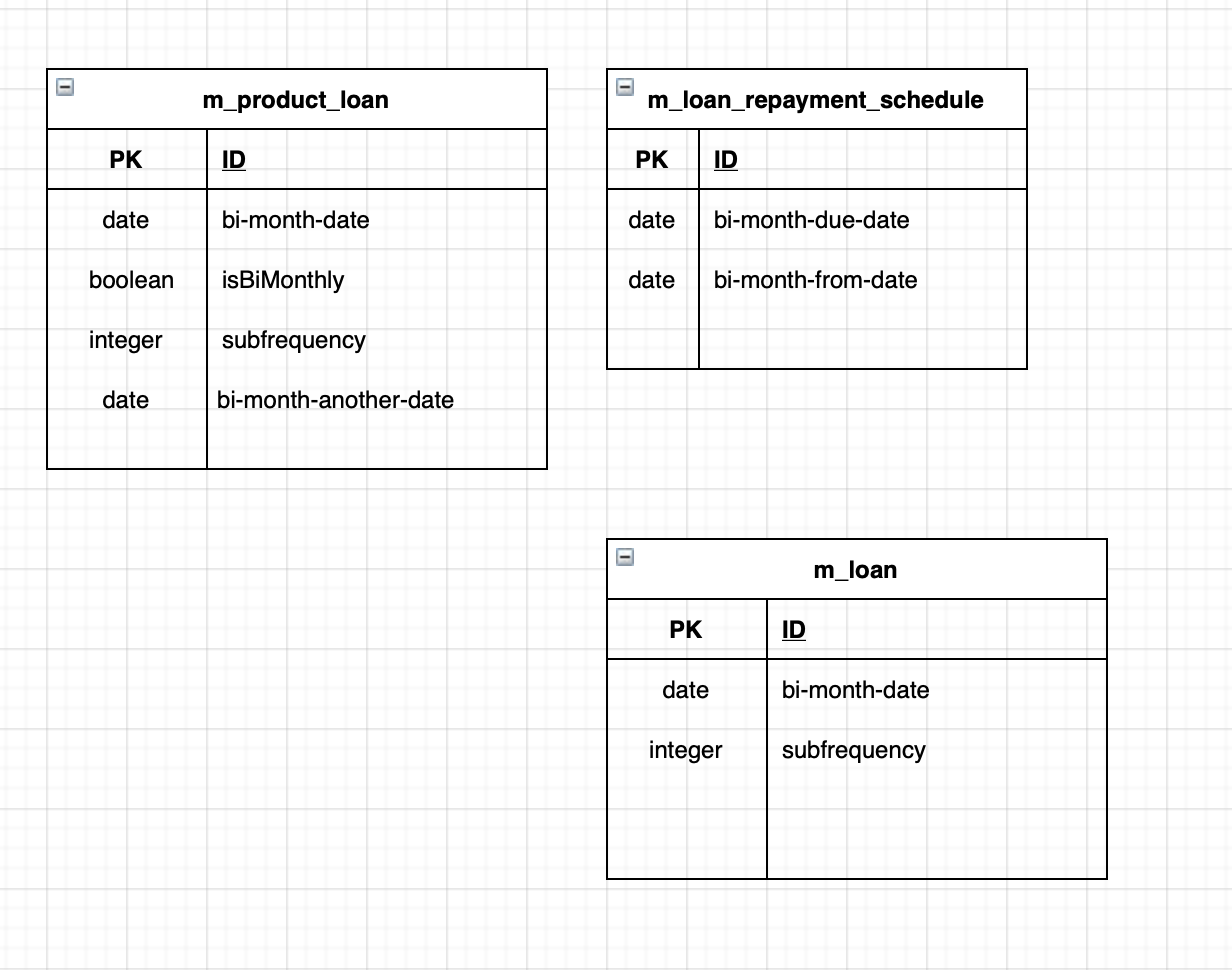 m_product_loan
PK ID
date bi-month-date
boolean isBiMonthly
integer subfrequency
date bi-month-another-date
m_loan_repayment_schedule
PK ID
date bi-month-due-date
date bi-month-from-date
m_loan
PK ID
date bi-month-date
integer subfrequency